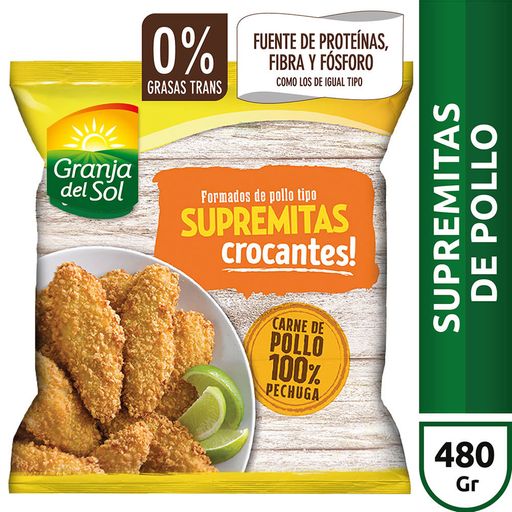 0%
GRASAS TRANS
FUENTE DE PROTEÍNAS,
FIBRA Y FÓSFORO
COMO LOS DE IGUAL TIPO
Granja
del Sol
Formados de pollo tipo
SUPREMITAS
crocantes!
CARNE DE
POLLO
100%
PECHUGA
SUPREMITAS
DE POLLO
480
Gr